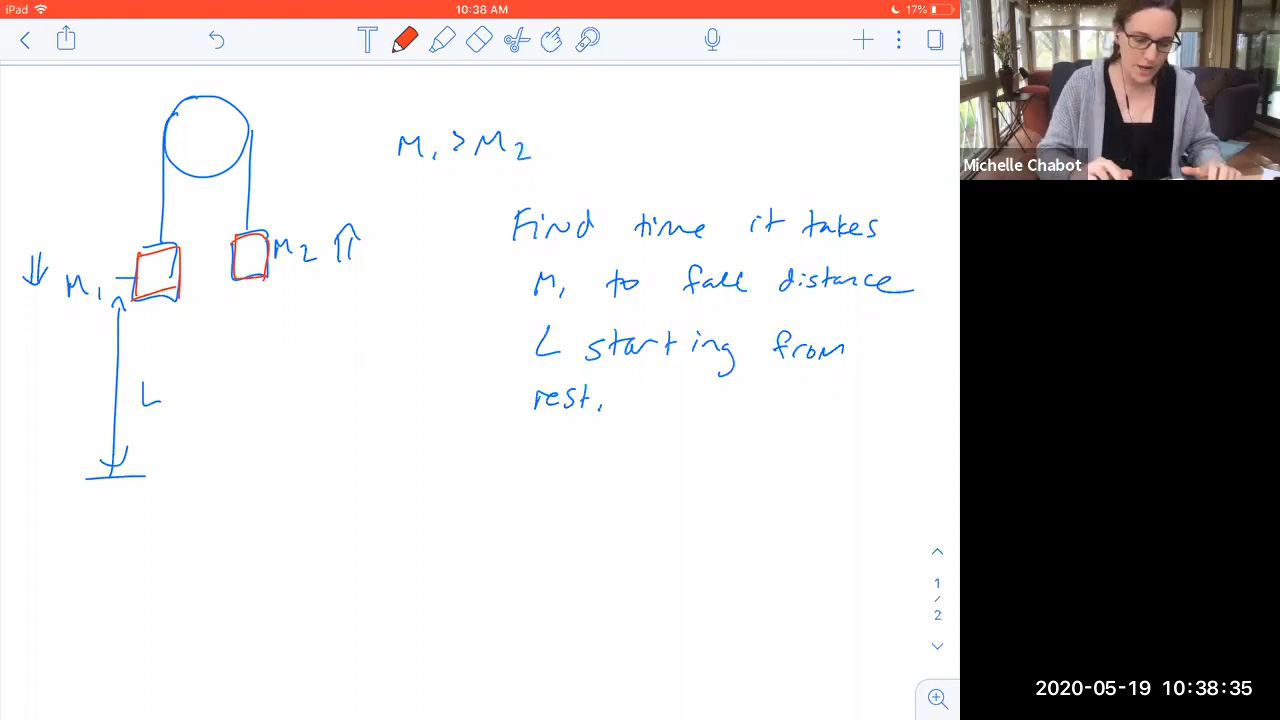 iPad
10:38 AM
17%
T
M₁ > M₂
Find time it takes
M₂
M₁
M₁ to fall distance
L starting from
L
rest.
Michelle Chabot
1
/
2
2020-05-19 10:38:35